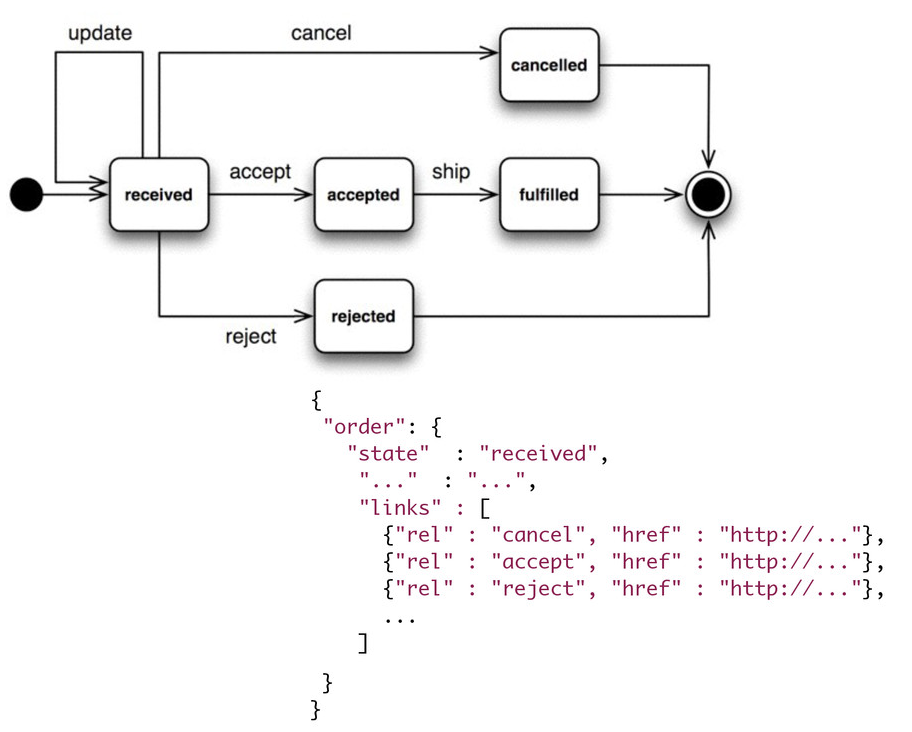 update
cancel
cancelled
received
accept
accepted
ship
fulfilled
reject
rejected
{
"order": {
"state" : "received",
"..." : "...",
"links" : [
{"rel" : "cancel", "href" : "http://..."},
{"rel" : "accept", "href" : "http://..."},
{"rel" : "reject", "href" : "http://..."},
...
]
}
}